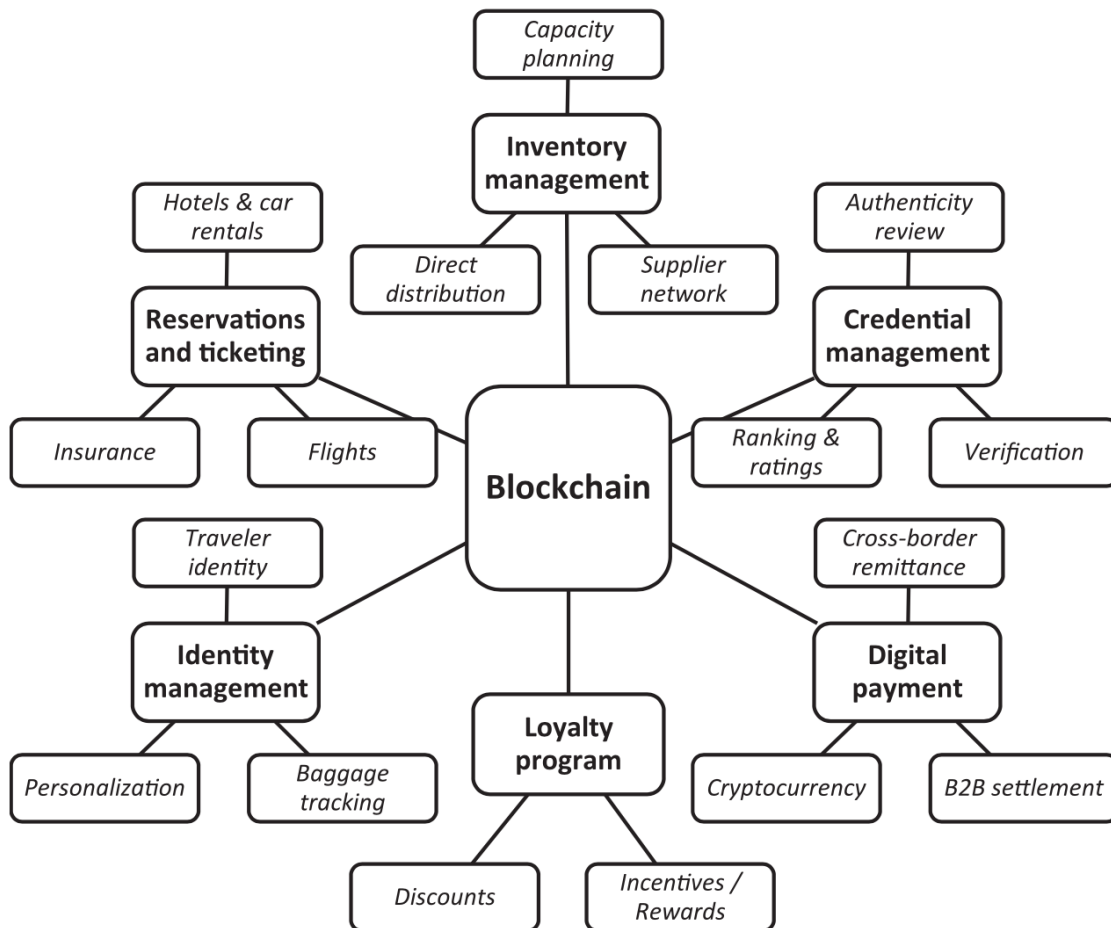 Capacity
planning
Inventory
management
Hotels & car
rentals
Authenticity
review
Direct
distribution
Supplier
network
Reservations
and ticketing
Credential
management
Insurance
Flights
Blockchain
Ranking &
ratings
Verification
Traveler
identity
Cross-border
remittance
Identity
management
Digital
payment
Loyalty
program
Personalization
Baggage
tracking
Cryptocurrency
B2B settlement
Discounts
Incentives /
Rewards